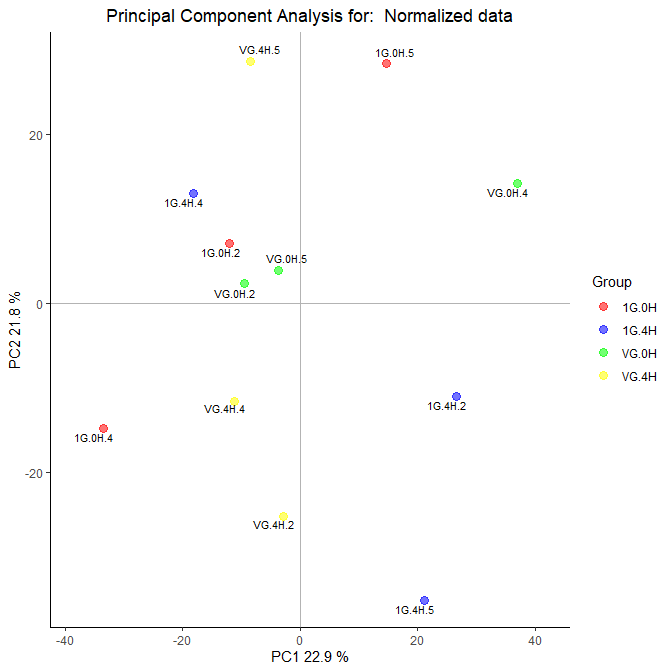 Principal Component Analysis for:  Normalized data
VG.4H.5
1G.0H.5
20
VG.0H.4
1G.4H.4
1G.0H.2
VG.0H.5
VG.0H.2
Group
1G.0H
1G.4H
VG.0H
VG.4H
0
PC2 21.8 %
VG.4H.4
1G.4H.2
1G.0H.4
-20
VG.4H.2
1G.4H.5
-40
-20
0
20
40
PC1 22.9 %